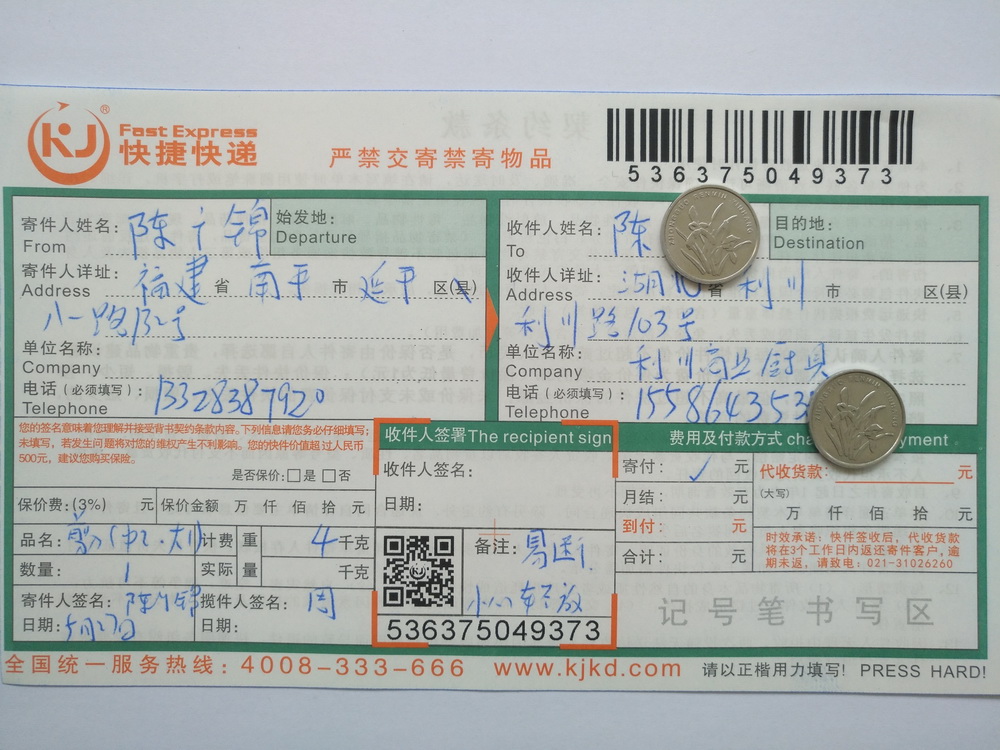 KJ ®
Fast Express
快捷快递
严禁交寄禁寄物品
536375049373
寄件人姓名: 陈广锦
From
始发地:
Departure
寄件人详址: 福建 省 南平 市 延平 区(县)
Address
八一路132号
单位名称:
Company
电话(必须填写): 13328387920
Telephone
收件人姓名: 陈
To
目的地:
Destination
收件人详址: 湖北 省 利川 市 区(县)
Address
利川路103号
单位名称: 利川商业厨具
Company
电话(必须填写): 155864353
Telephone
您的签名意味着您理解并接受背书契约条款内容。下列信息请您务必仔细填写;
未填写,若发生问题将对您的维权产生不利影响。您的快件价值超过人民币
500元,建议您购买保险。
是否保价: □是 □否
保价费:(3%) 元 保价金额 万 仟 佰 拾 元
品名: 计费 重 4 千克
数量: 1 实际 量 千克
寄件人签名: 陈广锦 揽件人签名: 周
日期: 5月27日 日期:
收件人签署 The recipient sign
收件人签名:
日期:
备注: 易断
小心轻放
536375049373
费用及付款方式 cha yment
寄付: ✓ 元
月结: 元
到付: 元
合计: 元
代收货款: 元
(大写)
万 仟 佰 拾 元
时效承诺: 快件签收后, 代收货款
将在3个工作日内返还寄件客户, 逾
期未返, 请致电: 021-31026260
记号笔书写区
全国统一服务热线: 4008-333-666 www.kjkd.com 请以正楷用力填写! PRESS HARD!